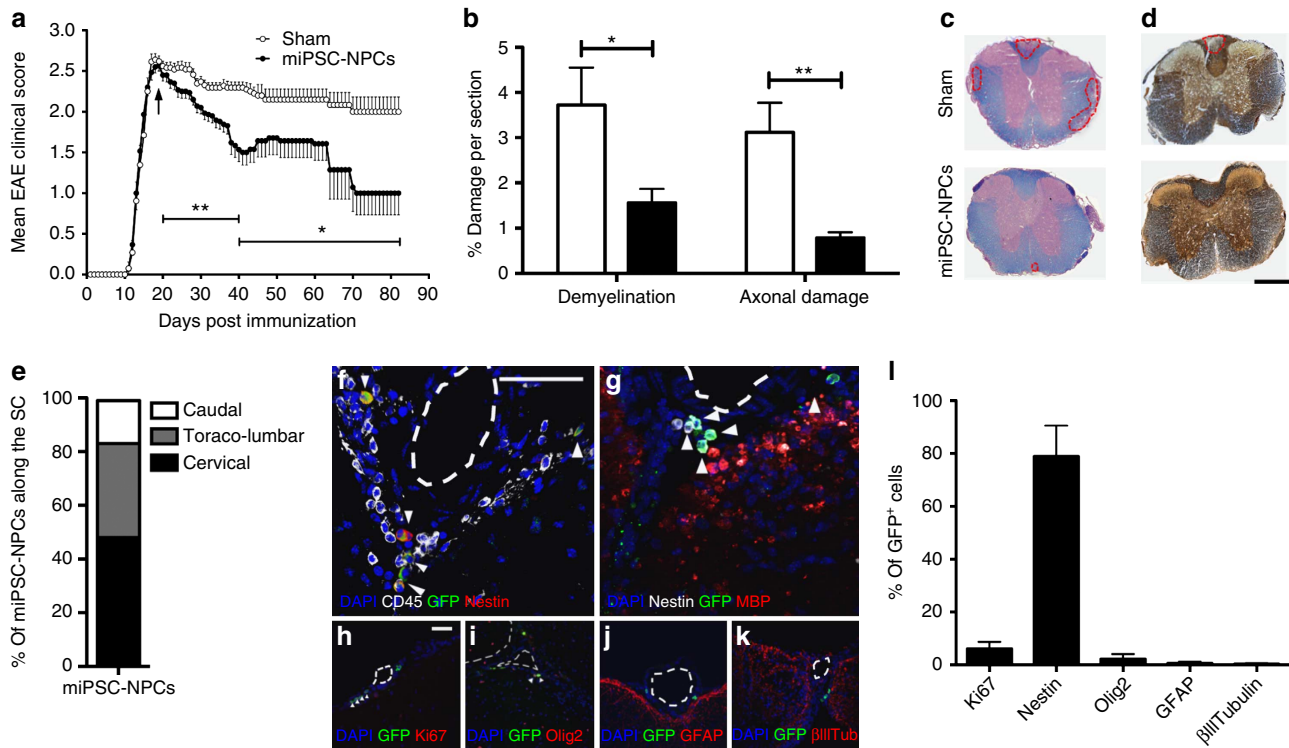 a
Mean EAE clinical score
3.0
2.5
2.0
1.5
1.0
0.5
0.0
Sham
miPSC-NPCs
**
*
0 10 20 30 40 50 60 70 80 90
Days post immunization
b
% Damage per section
5
4
3
2
1
0
*
**
Demyelination
Axonal damage
c
d
Sham
miPSC-NPCs
e
% Of miPSC-NPCs along the SC
100
80
60
40
20
0
Caudal
Toraco-lumbar
Cervical
miPSC-NPCs
f
DAPI CD45 GFP Nestin
g
DAPI Nestin GFP MBP
h
DAPI GFP Ki67
i
DAPI GFP Olig2
j
DAPI GFP GFAP
k
DAPI GFP βIIITub
l
% Of GFP⁺ cells
100
80
60
40
20
0
Ki67
Nestin
Olig2
GFAP
βIIITubulin